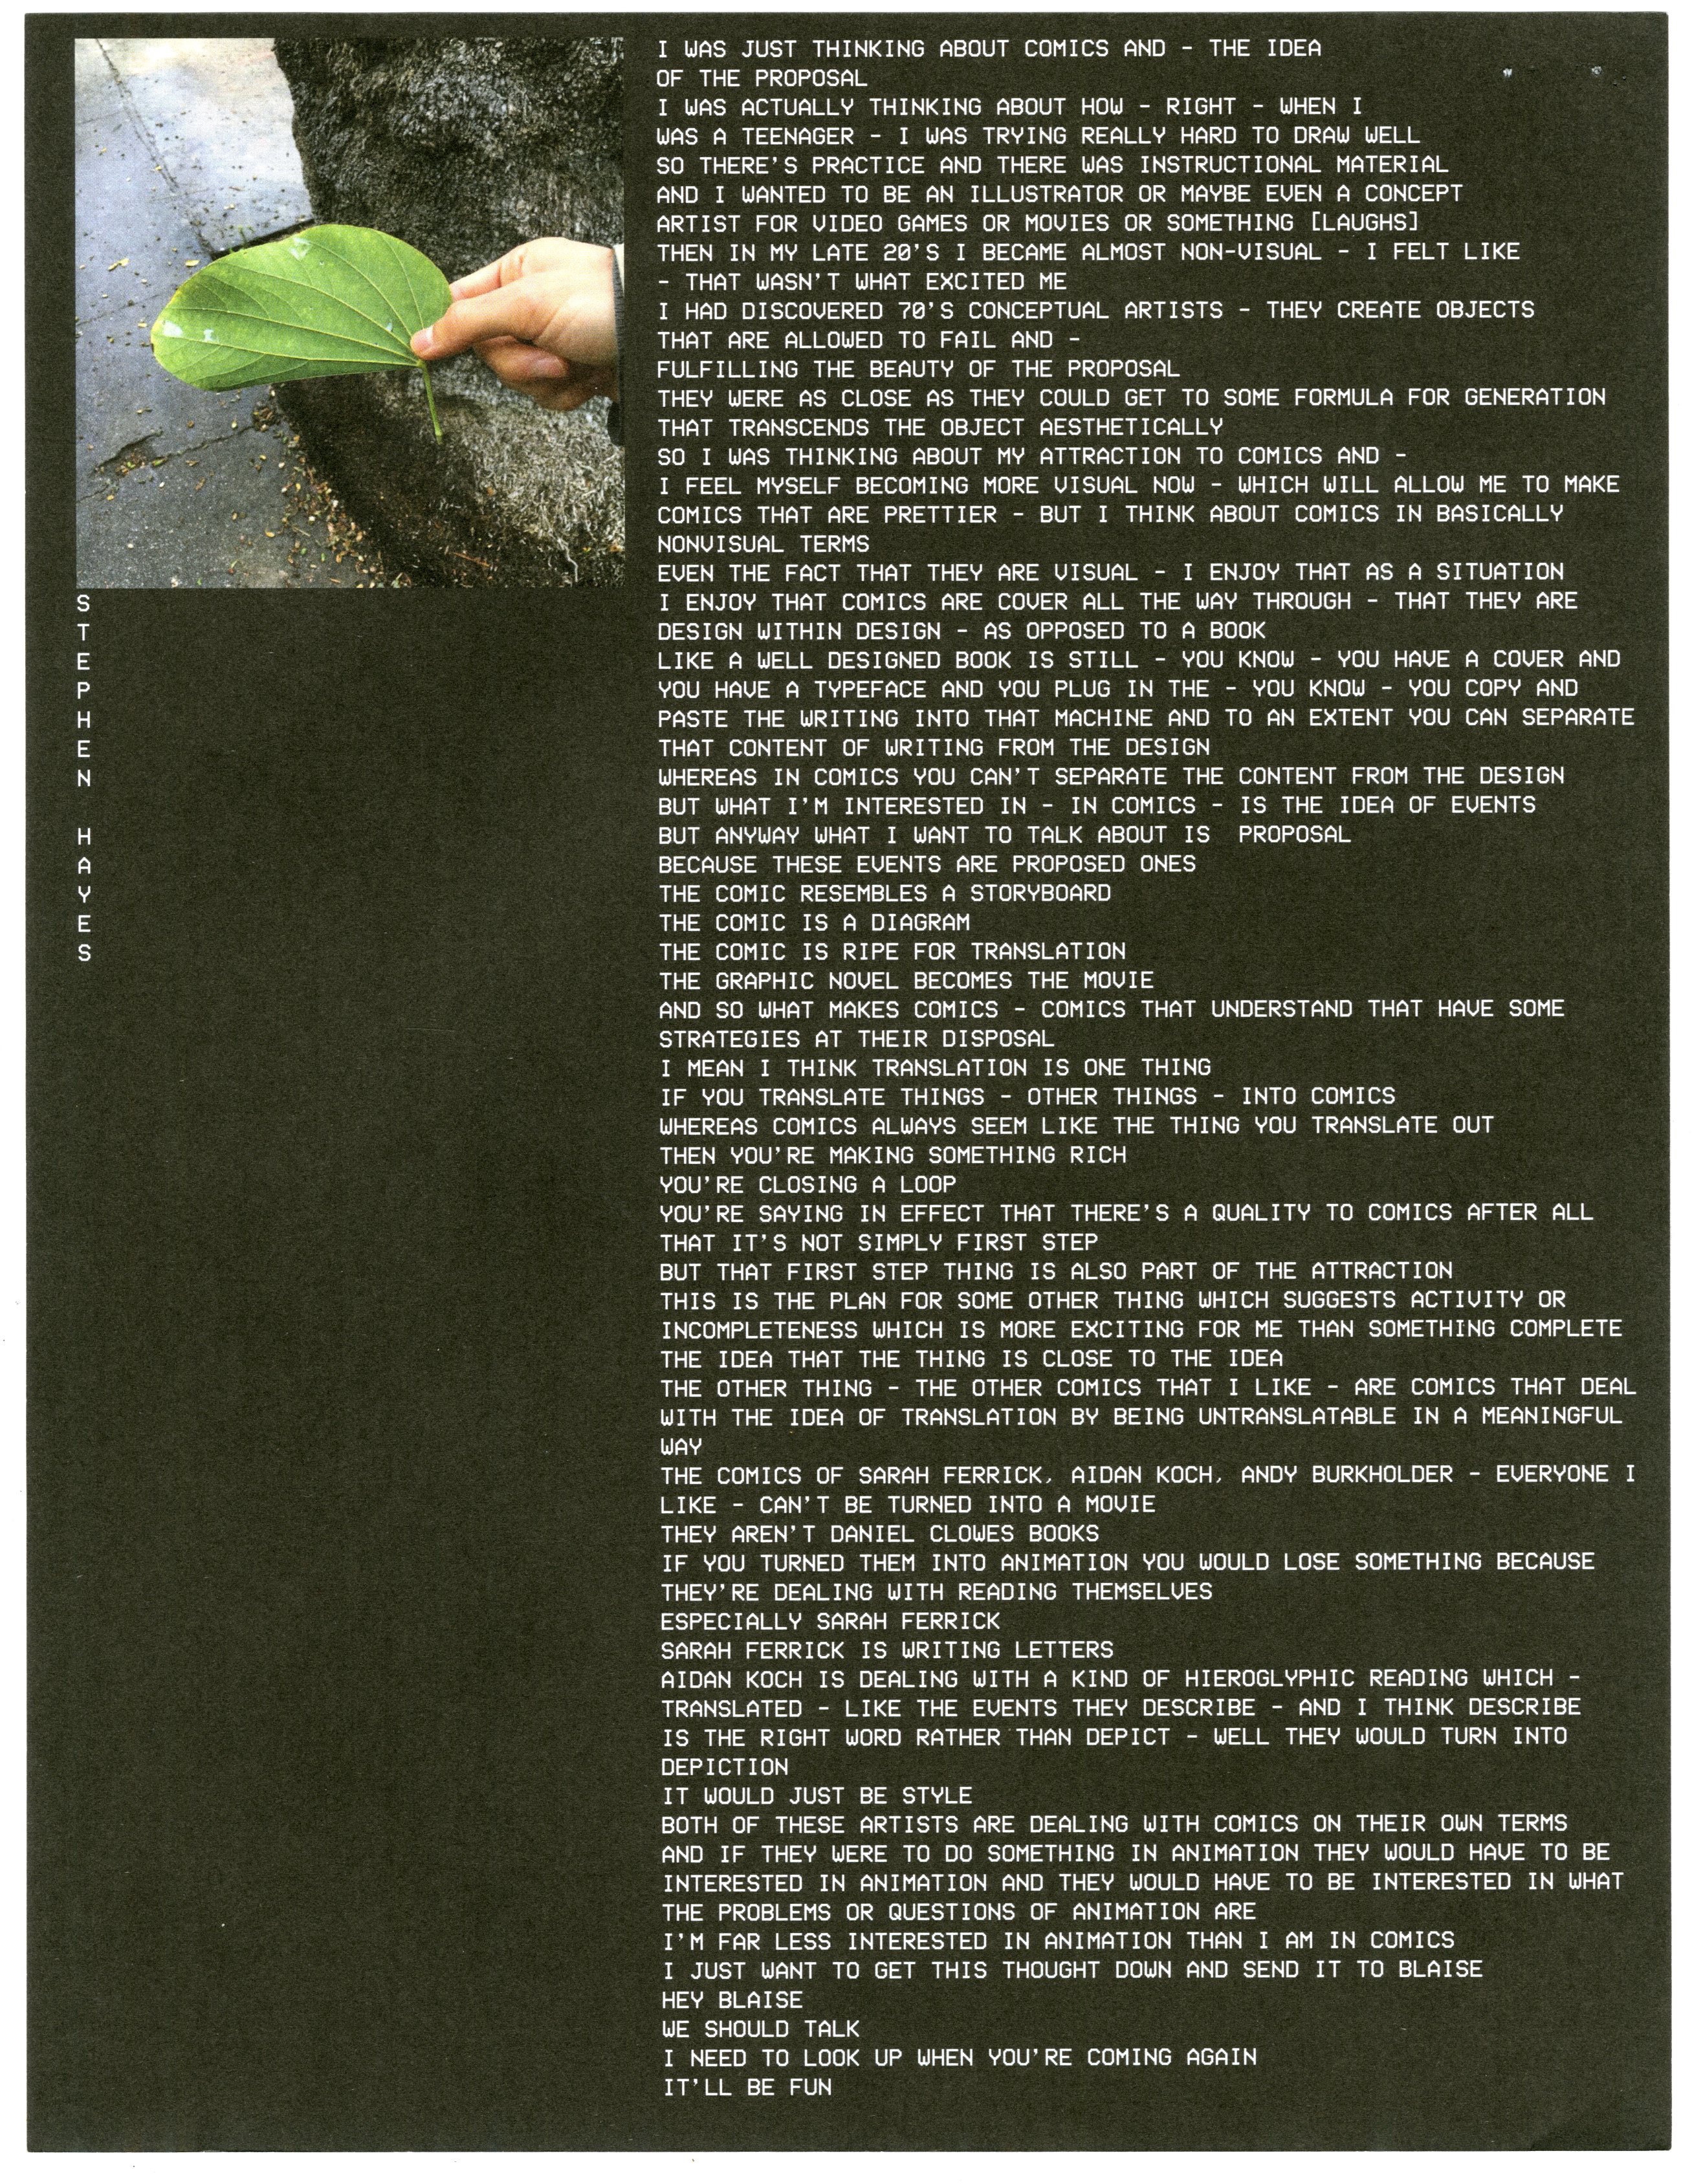 I WAS JUST THINKING ABOUT COMICS AND - THE IDEA
OF THE PROPOSAL
I WAS ACTUALLY THINKING ABOUT HOW - RIGHT - WHEN I
WAS A TEENAGER - I WAS TRYING REALLY HARD TO DRAW WELL
SO THERE'S PRACTICE AND THERE WAS INSTRUCTIONAL MATERIAL
AND I WANTED TO BE AN ILLUSTRATOR OR MAYBE EVEN A CONCEPT
ARTIST FOR VIDEO GAMES OR MOVIES OR SOMETHING [LAUGHS]
THEN IN MY LATE 20'S I BECAME ALMOST NON-VISUAL - I FELT LIKE
- THAT WASN'T WHAT EXCITED ME
I HAD DISCOVERED 70'S CONCEPTUAL ARTISTS - THEY CREATE OBJECTS
THAT ARE ALLOWED TO FAIL AND -
FULFILLING THE BEAUTY OF THE PROPOSAL
THEY WERE AS CLOSE AS THEY COULD GET TO SOME FORMULA FOR GENERATION
THAT TRANSCENDS THE OBJECT AESTHETICALLY
SO I WAS THINKING ABOUT MY ATTRACTION TO COMICS AND -
I FEEL MYSELF BECOMING MORE VISUAL NOW - WHICH WILL ALLOW ME TO MAKE
COMICS THAT ARE PRETTIER - BUT I THINK ABOUT COMICS IN BASICALLY
NONVISUAL TERMS
EVEN THE FACT THAT THEY ARE VISUAL - I ENJOY THAT AS A SITUATION
I ENJOY THAT COMICS ARE COVER ALL THE WAY THROUGH - THAT THEY ARE
DESIGN WITHIN DESIGN - AS OPPOSED TO A BOOK
LIKE A WELL DESIGNED BOOK IS STILL - YOU KNOW - YOU HAVE A COVER AND
YOU HAVE A TYPEFACE AND YOU PLUG IN THE - YOU KNOW - YOU COPY AND
PASTE THE WRITING INTO THAT MACHINE AND TO AN EXTENT YOU CAN SEPARATE
THAT CONTENT OF WRITING FROM THE DESIGN
WHEREAS IN COMICS YOU CAN'T SEPARATE THE CONTENT FROM THE DESIGN
BUT WHAT I'M INTERESTED IN - IN COMICS - IS THE IDEA OF EVENTS
BUT ANYWAY WHAT I WANT TO TALK ABOUT IS  PROPOSAL
BECAUSE THESE EVENTS ARE PROPOSED ONES
THE COMIC RESEMBLES A STORYBOARD
THE COMIC IS A DIAGRAM
THE COMIC IS RIPE FOR TRANSLATION
THE GRAPHIC NOVEL BECOMES THE MOVIE
AND SO WHAT MAKES COMICS - COMICS THAT UNDERSTAND THAT HAVE SOME
STRATEGIES AT THEIR DISPOSAL
I MEAN I THINK TRANSLATION IS ONE THING
IF YOU TRANSLATE THINGS - OTHER THINGS - INTO COMICS
WHEREAS COMICS ALWAYS SEEM LIKE THE THING YOU TRANSLATE OUT
THEN YOU'RE MAKING SOMETHING RICH
YOU'RE CLOSING A LOOP
YOU'RE SAYING IN EFFECT THAT THERE'S A QUALITY TO COMICS AFTER ALL
THAT IT'S NOT SIMPLY FIRST STEP
BUT THAT FIRST STEP THING IS ALSO PART OF THE ATTRACTION
THIS IS THE PLAN FOR SOME OTHER THING WHICH SUGGESTS ACTIVITY OR
INCOMPLETENESS WHICH IS MORE EXCITING FOR ME THAN SOMETHING COMPLETE
THE IDEA THAT THE THING IS CLOSE TO THE IDEA
THE OTHER THING - THE OTHER COMICS THAT I LIKE - ARE COMICS THAT DEAL
WITH THE IDEA OF TRANSLATION BY BEING UNTRANSLATABLE IN A MEANINGFUL
WAY
THE COMICS OF SARAH FERRICK, AIDAN KOCH, ANDY BURKHOLDER - EVERYONE I
LIKE - CAN'T BE TURNED INTO A MOVIE
THEY AREN'T DANIEL CLOWES BOOKS
IF YOU TURNED THEM INTO ANIMATION YOU WOULD LOSE SOMETHING BECAUSE
THEY'RE DEALING WITH READING THEMSELVES
ESPECIALLY SARAH FERRICK
SARAH FERRICK IS WRITING LETTERS
AIDAN KOCH IS DEALING WITH A KIND OF HIEROGLYPHIC READING WHICH -
TRANSLATED - LIKE THE EVENTS THEY DESCRIBE - AND I THINK DESCRIBE
IS THE RIGHT WORD RATHER THAN DEPICT - WELL THEY WOULD TURN INTO
DEPICTION
IT WOULD JUST BE STYLE
BOTH OF THESE ARTISTS ARE DEALING WITH COMICS ON THEIR OWN TERMS
AND IF THEY WERE TO DO SOMETHING IN ANIMATION THEY WOULD HAVE TO BE
INTERESTED IN ANIMATION AND THEY WOULD HAVE TO BE INTERESTED IN WHAT
THE PROBLEMS OR QUESTIONS OF ANIMATION ARE
I'M FAR LESS INTERESTED IN ANIMATION THAN I AM IN COMICS
I JUST WANT TO GET THIS THOUGHT DOWN AND SEND IT TO BLAISE
HEY BLAISE
WE SHOULD TALK
I NEED TO LOOK UP WHEN YOU'RE COMING AGAIN
IT'LL BE FUN
STEPHEN HAYES